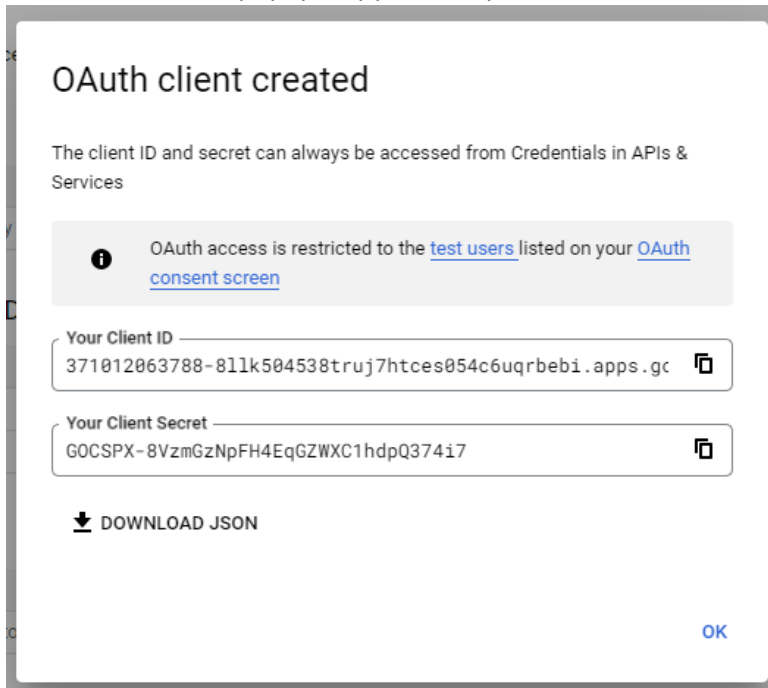 OAuth client created
The client ID and secret can always be accessed from Credentials in APIs &
Services
OAuth access is restricted to the test users listed on your OAuth
consent screen
Your Client ID
371012063788-8llk504538truj7htces054c6uqrbebi.apps.gc
Your Client Secret
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
DOWNLOAD JSON
OK